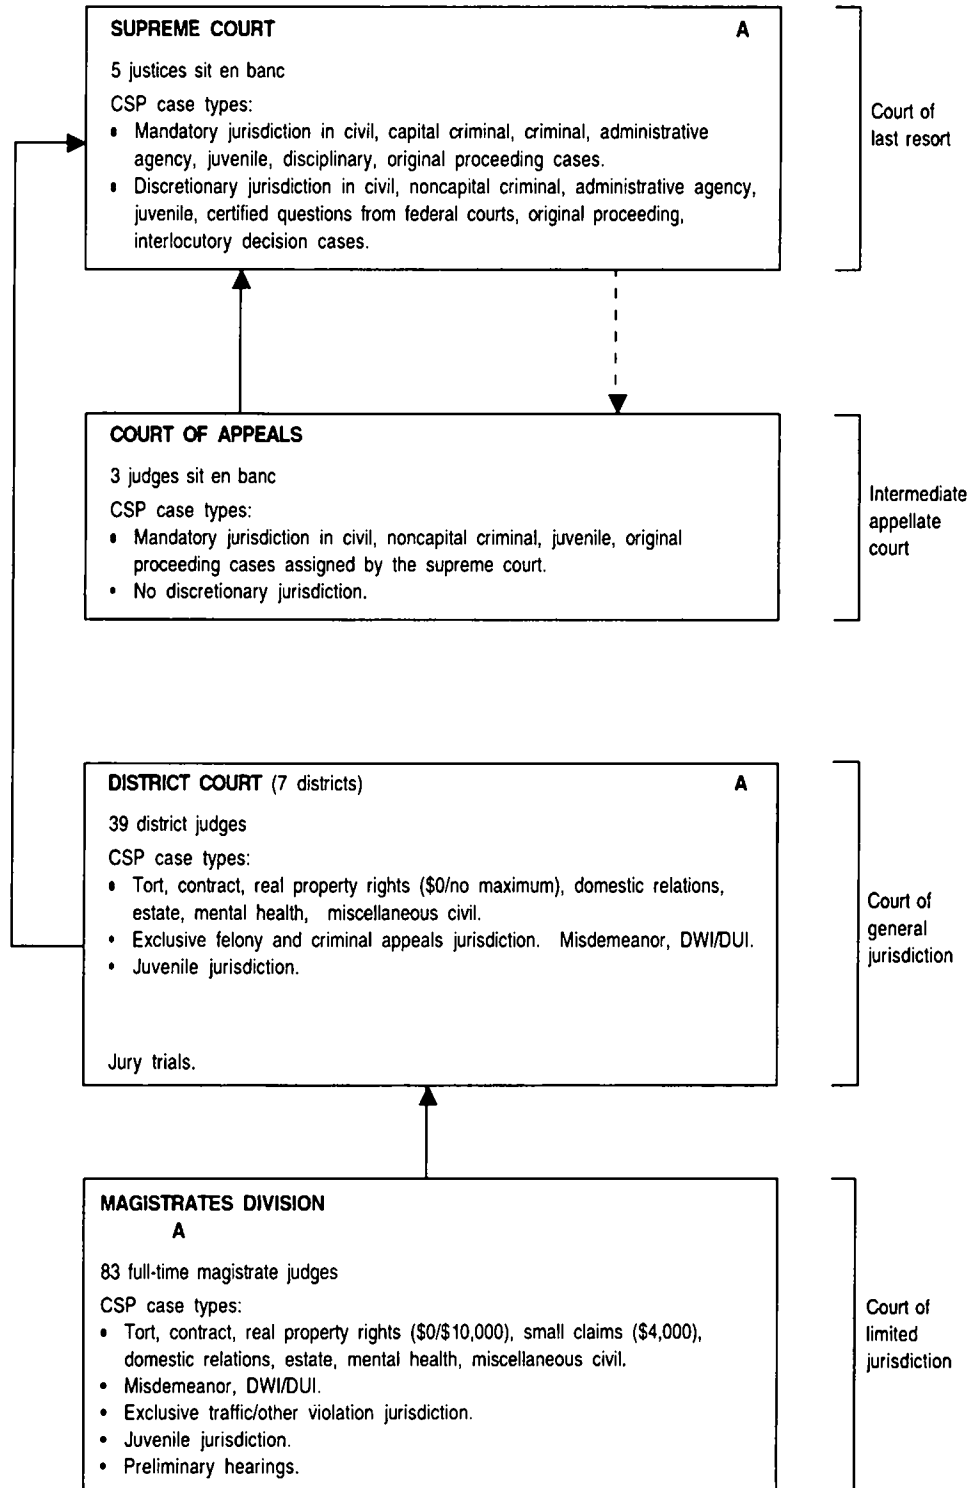 SUPREME COURT A
5 justices sit en banc
CSP case types:
• Mandatory jurisdiction in civil, capital criminal, criminal, administrative
agency, juvenile, disciplinary, original proceeding cases.
• Discretionary jurisdiction in civil, noncapital criminal, administrative agency,
juvenile, certified questions from federal courts, original proceeding,
interlocutory decision cases.
Court of
last resort
COURT OF APPEALS
3 judges sit en banc
CSP case types:
• Mandatory jurisdiction in civil, noncapital criminal, juvenile, original
proceeding cases assigned by the supreme court.
• No discretionary jurisdiction.
Intermediate
appellate
court
DISTRICT COURT (7 districts) A
39 district judges
CSP case types:
• Tort, contract, real property rights ($0/no maximum), domestic relations,
estate, mental health, miscellaneous civil.
• Exclusive felony and criminal appeals jurisdiction. Misdemeanor, DWI/DUI.
• Juvenile jurisdiction.
Jury trials.
Court of
general
jurisdiction
MAGISTRATES DIVISION
A
83 full-time magistrate judges
CSP case types:
• Tort, contract, real property rights ($0/$10,000), small claims ($4,000),
domestic relations, estate, mental health, miscellaneous civil.
• Misdemeanor, DWI/DUI.
• Exclusive traffic/other violation jurisdiction.
• Juvenile jurisdiction.
• Preliminary hearings.
Court of
limited
jurisdiction